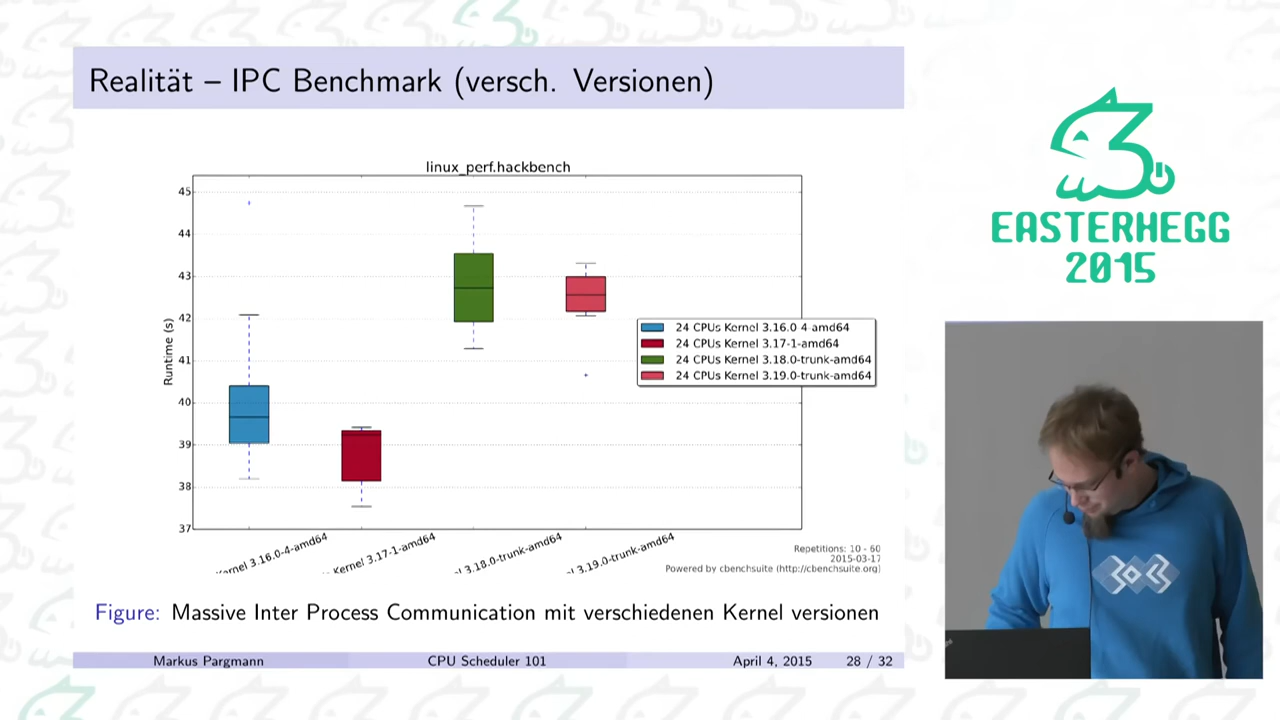 Realität – IPC Benchmark (versch. Versionen)
EASTERHEGG
2015
linux_perf.hackbench
45
44
43
42
41
40
39
38
37
Runtime (s)
24 CPUs Kernel 3.16.0-4-amd64
24 CPUs Kernel 3.17-1-amd64
24 CPUs Kernel 3.18.0-trunk-amd64
24 CPUs Kernel 3.19.0-trunk-amd64
3.16.0-4-amd64
Kernel 3.17-1-amd64
3.18.0-trunk-amd64
3.19.0-trunk-amd64
Repetitions: 10 - 60
2015-03-17
Powered by cbenchsuite (http://cbenchsuite.org)
Figure: Massive Inter Process Communication mit verschiedenen Kernel versionen
Markus Pargmann CPU Scheduler 101 April 4, 2015 28 / 32